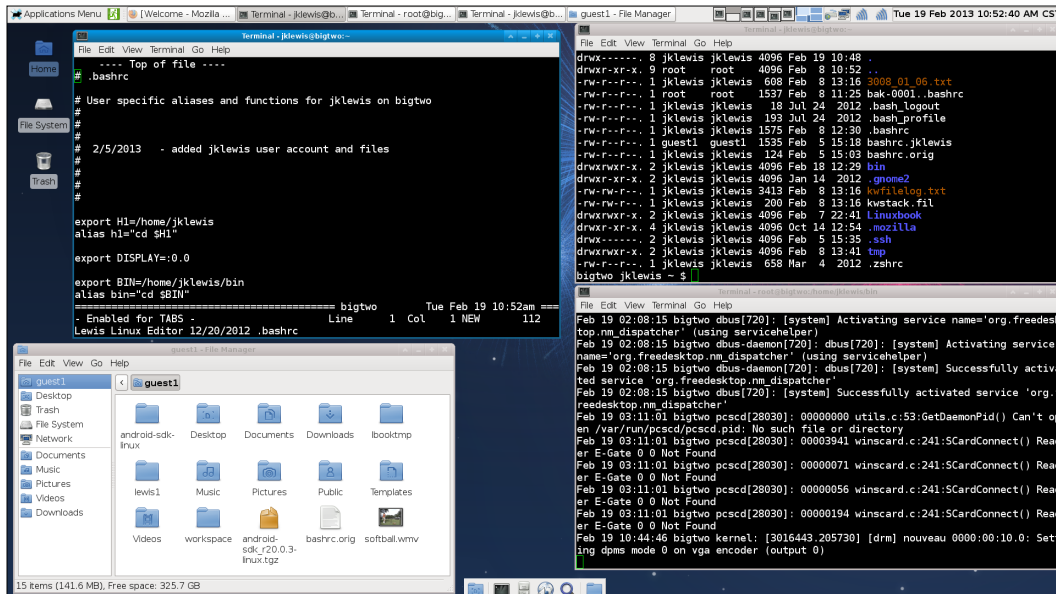 Applications Menu [Welcome - Mozilla ... Terminal - jklewis@b... Terminal - root@big... Terminal - jklewis@b... guest1 - File Manager Tue 19 Feb 2013 10:52:40 AM CST
Home
File System
Trash
Terminal - jklewis@bigtwo:~
File Edit View Terminal Go Help
---- Top of file ----
# .bashrc
# User specific aliases and functions for jklewis on bigtwo
#
#
#
# 2/5/2013 - added jklewis user account and files
#
#
#
#
export H1=/home/jklewis
alias h1="cd $H1"
export DISPLAY=:0.0
export BIN=/home/jklewis/bin
alias bin="cd $BIN"
===================================== bigtwo Tue Feb 19 10:52am ===
- Enabled for TABS - Line 1 Col 1 NEW 112
Lewis Linux Editor 12/20/2012 .bashrc
Terminal - jklewis@bigtwo:~
File Edit View Terminal Go Help
drwx------. 8 jklewis jklewis 4096 Feb 19 10:48 .
drwxr-xr-x. 9 root root 4096 Feb 8 10:52 ..
-rw-r--r--. 1 jklewis jklewis 608 Feb 8 13:16 3008_01_06.txt
-rw-r--r--. 1 root root 1537 Feb 8 11:25 bak-0001..bashrc
-rw-r--r--. 1 jklewis jklewis 18 Jul 24 2012 .bash_logout
-rw-r--r--. 1 jklewis jklewis 193 Jul 24 2012 .bash_profile
-rw-r--r--. 1 jklewis jklewis 1575 Feb 8 12:30 .bashrc
-rw-r--r--. 1 guest1 guest1 1535 Feb 5 15:18 bashrc.jklewis
-rw-r--r--. 1 jklewis jklewis 124 Feb 5 15:03 bashrc.orig
drwxrwxr-x. 2 jklewis jklewis 4096 Feb 18 12:29 bin
drwxr-xr-x. 2 jklewis jklewis 4096 Jan 14 2012 .gnome2
-rw-rw-r--. 1 jklewis jklewis 3413 Feb 8 13:16 kwfilelog.txt
-rw-rw-r--. 1 jklewis jklewis 200 Feb 8 13:16 kwstack.fil
drwxrwxr-x. 2 jklewis jklewis 4096 Feb 7 22:41 Linuxbook
drwxr-xr-x. 4 jklewis jklewis 4096 Oct 14 12:54 .mozilla
drwx------. 2 jklewis jklewis 4096 Feb 5 15:35 .ssh
drwxrwxr-x. 2 jklewis jklewis 4096 Feb 8 13:41 tmp
-rw-r--r--. 1 jklewis jklewis 658 Mar 4 2012 .zshrc
bigtwo jklewis ~ $
Terminal - root@bigtwo:/home/jklewis/bin
File Edit View Terminal Go Help
Feb 19 02:08:15 bigtwo dbus[720]: [system] Activating service name='org.freedesk
top.nm_dispatcher' (using servicehelper)
Feb 19 02:08:15 bigtwo dbus-daemon[720]: dbus[720]: [system] Activating service
name='org.freedesktop.nm_dispatcher' (using servicehelper)
Feb 19 02:08:15 bigtwo dbus-daemon[720]: dbus[720]: [system] Successfully activa
ted service 'org.freedesktop.nm_dispatcher'
Feb 19 02:08:15 bigtwo dbus[720]: [system] Successfully activated service 'org.f
reedesktop.nm_dispatcher'
Feb 19 03:11:01 bigtwo pcscd[28030]: 00000000 utils.c:53:GetDaemonPid() Can't op
en /var/run/pcscd/pcscd.pid: No such file or directory
Feb 19 03:11:01 bigtwo pcscd[28030]: 00003941 winscard.c:241:SCardConnect() Read
er E-Gate 0 0 Not Found
Feb 19 03:11:01 bigtwo pcscd[28030]: 00000071 winscard.c:241:SCardConnect() Read
er E-Gate 0 0 Not Found
Feb 19 03:11:01 bigtwo pcscd[28030]: 00000056 winscard.c:241:SCardConnect() Read
er E-Gate 0 0 Not Found
Feb 19 03:11:01 bigtwo pcscd[28030]: 00000194 winscard.c:241:SCardConnect() Read
er E-Gate 0 0 Not Found
Feb 19 10:44:46 bigtwo kernel: [3016443.205730] [drm] nouveau 0000:00:10.0: Sett
ing dpms mode 0 on vga encoder (output 0)
guest1 - File Manager
File Edit View Go Help
guest1
Desktop
Trash
File System
Network
Documents
Music
Pictures
Videos
Downloads
guest1
android-sdk-linux Desktop Documents Downloads lbooktmp
lewis1 Music Pictures Public Templates
Videos workspace android-sdk_r20.0.3-linux.tgz bashrc.orig softball.wmv
15 items (141.6 MB), Free space: 325.7 GB